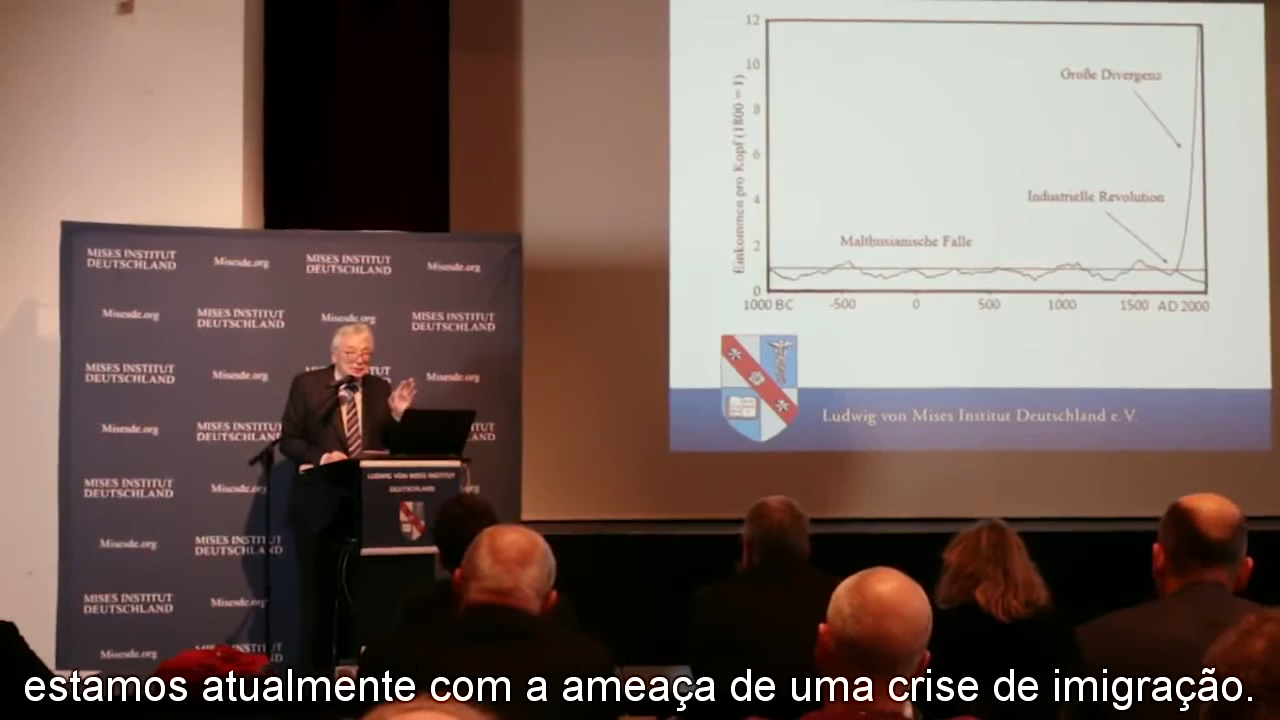 12
10
8
6
4
2
0
Einkommen pro Kopf (1800 = 1)
Große Divergenz
Industrielle Revolution
Malthusianische Falle
1000 BC -500 0 500 1000 1500 AD 2000
Ludwig von Mises Institut Deutschland e.V.
MISES INSTITUT
DEUTSCHLAND
Misesde.org
MISES INSTITUT
DEUTSCHLAND
Misesde.org
Misesde.org
MISES INSTITUT
DEUTSCHLAND
Misesde.org
MISES INSTITUT
DEUTSCHLAND
MISES INSTITUT
DEUTSCHLAND
Misesde.org
Misesde.org
Misesde.org
MISES INSTITUT
DEUTSCHLAND
MISES INSTITUT
DEUTSCHLAND
Misesde.org
Misesde.org
MISES INSTITUT
DEUTSCHLAND
MISES INSTITUT
DEUTSCHLAND
Misesde.org
Misesde.org
LUDWIG VON MISES INSTITUT
DEUTSCHLAND
estamos atualmente com a ameaça de uma crise de imigração.